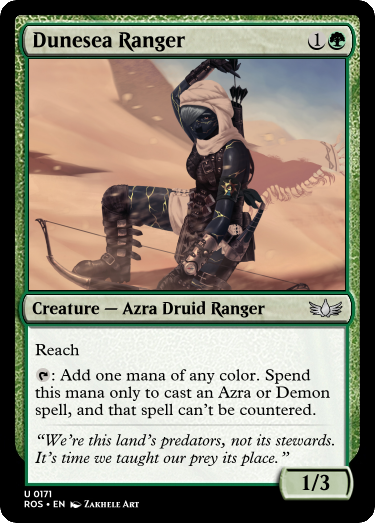 Dunesea Ranger 1
Creature — Azra Druid Ranger
Reach
: Add one mana of any color. Spend
this mana only to cast an Azra or Demon
spell, and that spell can't be countered.
“We're this land's predators, not its stewards.
It's time we taught our prey its place.”
1/3
U 0171
ROS • EN Zakhele Art